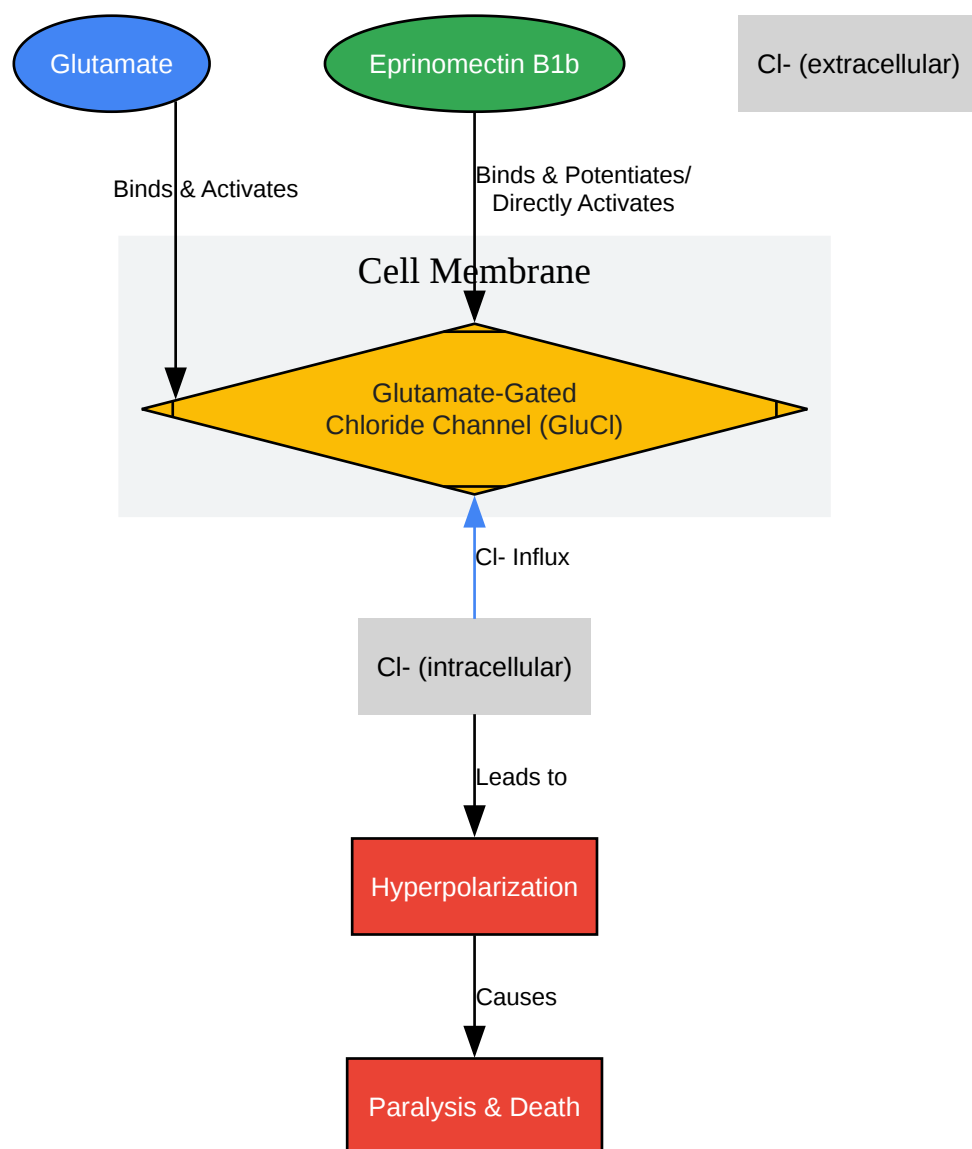 Glutamate
Eprinomectin B1b
Cl- (extracellular)
Binds & Activates
Binds & Potentiates/
Directly Activates
Cell Membrane
Glutamate-Gated
Chloride Channel (GluCl)
Cl- Influx
Cl- (intracellular)
Leads to
Hyperpolarization
Causes
Paralysis & Death